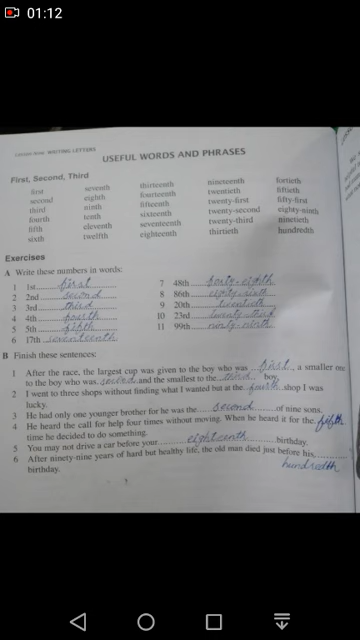 01:12
WRITING LETTERS
USEFUL WORDS AND PHRASES
First, Second, Third
first seventh thirteenth nineteenth fortieth
second eighth fourteenth twentieth fiftieth
third ninth fifteenth twenty-first fifty-first
fourth tenth sixteenth twenty-second eighty-ninth
fifth eleventh seventeenth twenty-third ninetieth
sixth twelfth eighteenth thirtieth hundredth
Exercises
A Write these numbers in words:
1 1st first 7 48th forty-eighth
2 2nd second 8 86th eighty-sixth
3 3rd third 9 20th twentieth
4 4th fourth 10 23rd twenty-third
5 5th fifth 11 99th ninty-ninth
6 17th seventeenth
B Finish these sentences:
1 After the race, the largest cup was given to the boy who was first, a smaller one
to the boy who was second and the smallest to the third boy.
2 I went to three shops without finding what I wanted but at the fourth shop I was
lucky.
3 He had only one younger brother for he was the second of nine sons.
4 He heard the call for help four times without moving. When he heard it for the fifth
time he decided to do something.
5 You may not drive a car before your eighteenth birthday.
6 After ninety-nine years of hard but healthy life, the old man died just before his
hundredth
birthday.